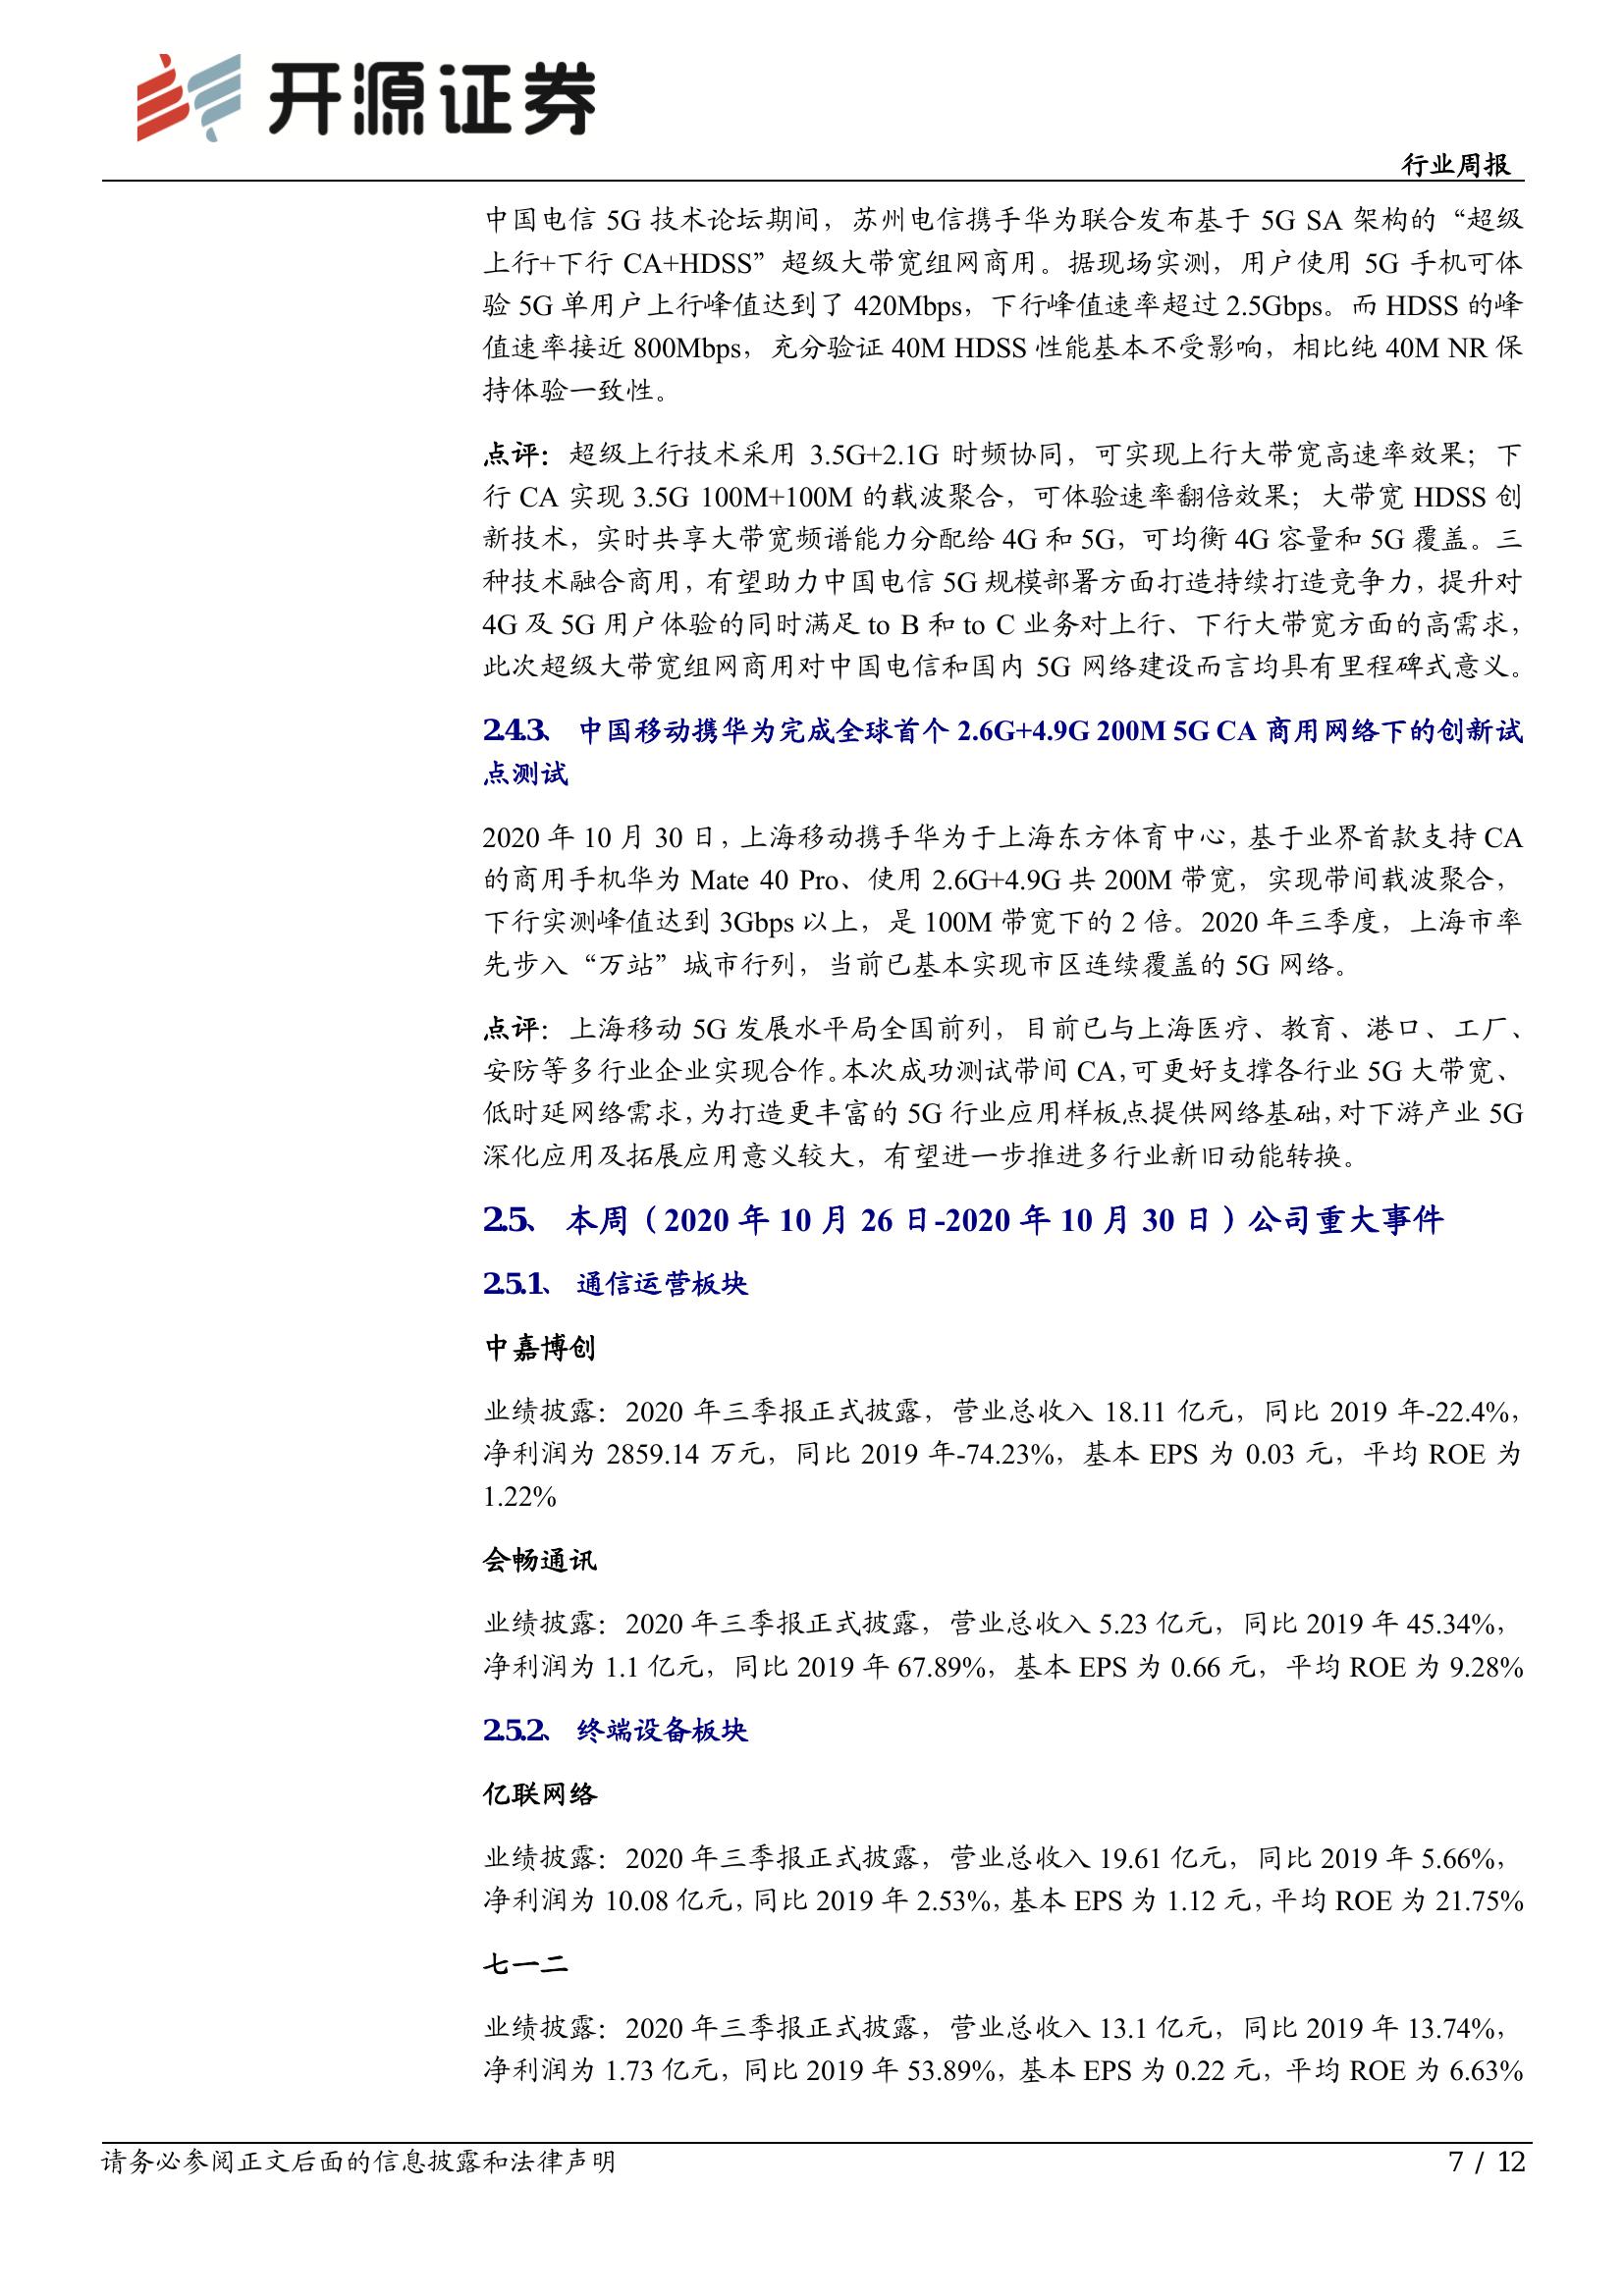 开源证券
行业周报
中国电信 5G 技术论坛期间，苏州电信携手华为联合发布基于 5G SA 架构的“超级
上行+下行 CA+HDSS”超级大带宽组网商用。据现场实测，用户使用 5G 手机可体
验 5G 单用户上行峰值达到了 420Mbps，下行峰值速率超过 2.5Gbps。而 HDSS 的峰
值速率接近 800Mbps，充分验证 40M HDSS 性能基本不受影响，相比纯 40M NR 保
持体验一致性。
点评：超级上行技术采用 3.5G+2.1G 时频协同，可实现上行大带宽高速率效果；下
行 CA 实现 3.5G 100M+100M 的载波聚合，可体验速率翻倍效果；大带宽 HDSS 创
新技术，实时共享大带宽频谱能力分配给 4G 和 5G，可均衡 4G 容量和 5G 覆盖。三
种技术融合商用，有望助力中国电信 5G 规模部署方面打造持续打造竞争力，提升对
4G 及 5G 用户体验的同时满足 to B 和 to C 业务对上行、下行大带宽方面的高需求，
此次超级大带宽组网商用对中国电信和国内 5G 网络建设而言均具有里程碑式意义。
2.4.3、 中国移动携华为完成全球首个 2.6G+4.9G 200M 5G CA 商用网络下的创新试
点测试
2020 年 10 月 30 日，上海移动携手华为于上海东方体育中心，基于业界首款支持 CA
的商用手机华为 Mate 40 Pro、使用 2.6G+4.9G 共 200M 带宽，实现带间载波聚合，
下行实测峰值达到 3Gbps 以上，是 100M 带宽下的 2 倍。2020 年三季度，上海市率
先步入“万站”城市行列，当前已基本实现市区连续覆盖的 5G 网络。
点评：上海移动 5G 发展水平局全国前列，目前已与上海医疗、教育、港口、工厂、
安防等多行业企业实现合作。本次成功测试带间 CA，可更好支撑各行业 5G 大带宽、
低时延网络需求，为打造更丰富的 5G 行业应用样板点提供网络基础，对下游产业 5G
深化应用及拓展应用意义较大，有望进一步推进多行业新旧动能转换。
2.5、 本周（2020 年 10 月 26 日-2020 年 10 月 30 日）公司重大事件
2.5.1、 通信运营板块
中嘉博创
业绩披露：2020 年三季报正式披露，营业总收入 18.11 亿元，同比 2019 年-22.4%，
净利润为 2859.14 万元，同比 2019 年-74.23%，基本 EPS 为 0.03 元，平均 ROE 为
1.22%
会畅通讯
业绩披露：2020 年三季报正式披露，营业总收入 5.23 亿元，同比 2019 年 45.34%，
净利润为 1.1 亿元，同比 2019 年 67.89%，基本 EPS 为 0.66 元，平均 ROE 为 9.28%
2.5.2、 终端设备板块
亿联网络
业绩披露：2020 年三季报正式披露，营业总收入 19.61 亿元，同比 2019 年 5.66%，
净利润为 10.08 亿元，同比 2019 年 2.53%，基本 EPS 为 1.12 元，平均 ROE 为 21.75%
七一二
业绩披露：2020 年三季报正式披露，营业总收入 13.1 亿元，同比 2019 年 13.74%，
净利润为 1.73 亿元，同比 2019 年 53.89%，基本 EPS 为 0.22 元，平均 ROE 为 6.63%
请务必参阅正文后面的信息披露和法律声明
7 / 12